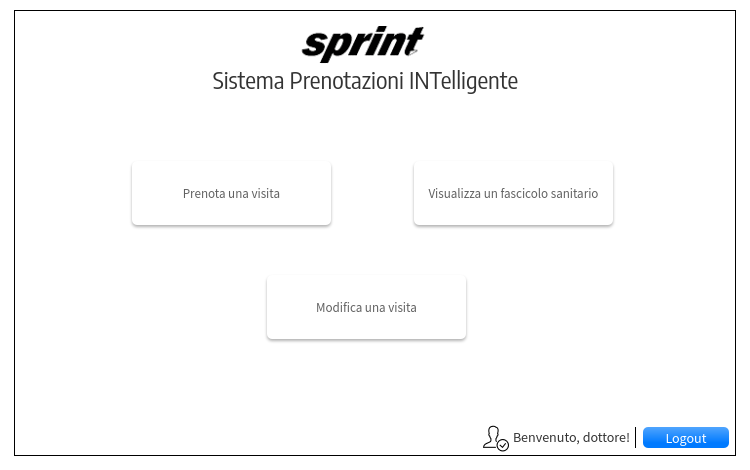 sprint
Sistema Prenotazioni INTelligente
Prenota una visita
Visualizza un fascicolo sanitario
Modifica una visita
Benvenuto, dottore!
Logout